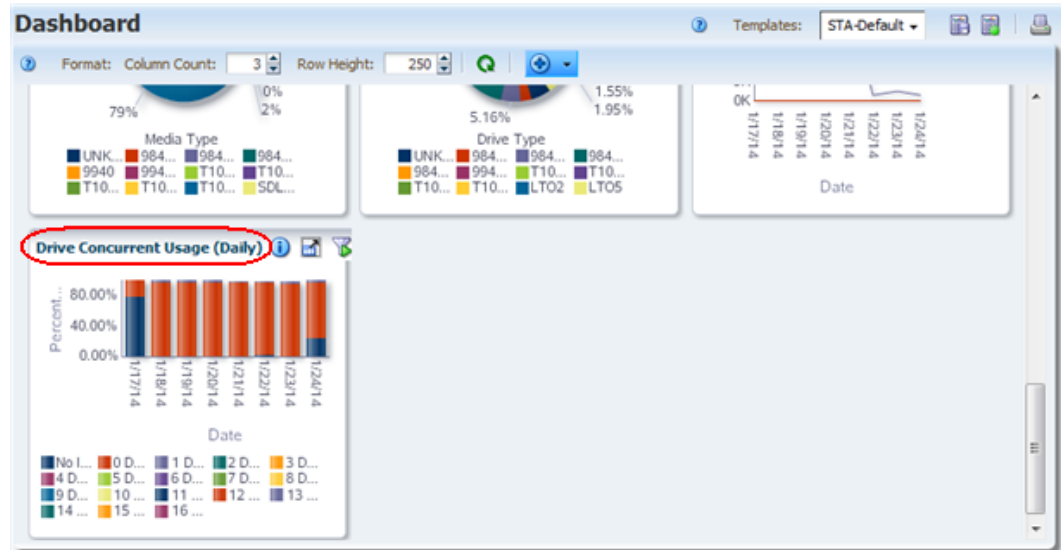 Dashboard
Templates: STA-Default
Format: Column Count: 3 Row Height: 250
79%
0%
2%
Media Type
UNK... 984... 984... 984...
9940 994... T10... T10...
T10... T10... T10... SDL...
5.16%
1.55%
1.95%
Drive Type
UNK... 984... 984... 984...
984... 994... T10... T10...
T10... T10... LTO2 LTO5
0K
1/17/14 1/18/14 1/19/14 1/20/14 1/21/14 1/22/14 1/23/14 1/24/14
Date
Drive Concurrent Usage (Daily)
Percent...
80.00%
40.00%
0.00%
1/17/14 1/18/14 1/19/14 1/20/14 1/21/14 1/22/14 1/23/14 1/24/14
Date
No I... 0 D... 1 D... 2 D... 3 D...
4 D... 5 D... 6 D... 7 D... 8 D...
9 D... 10 ... 11 ... 12 ... 13 ...
14 ... 15 ... 16 ...